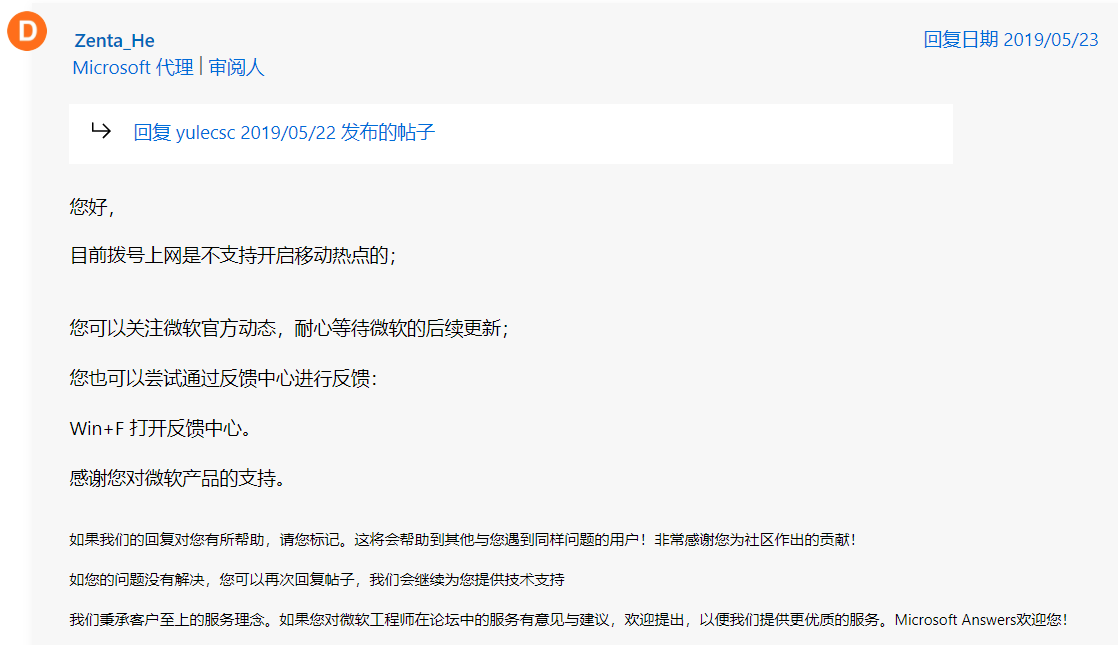 D
Zenta_He
回复日期 2019/05/23
Microsoft 代理 | 审阅人
回复 yulecsc 2019/05/22 发布的帖子
您好，
目前拨号上网是不支持开启移动热点的；
您可以关注微软官方动态，耐心等待微软的后续更新；
您也可以尝试通过反馈中心进行反馈：
Win+F 打开反馈中心。
感谢您对微软产品的支持。
如果我们的回复对您有所帮助，请您标记。这将会帮助到其他与您遇到同样问题的用户！非常感谢您为社区作出的贡献！
如您的问题没有解决，您可以再次回复帖子，我们会继续为您提供技术支持
我们秉承客户至上的服务理念。如果您对微软工程师在论坛中的服务有意见与建议，欢迎提出，以便我们提供更优质的服务。Microsoft Answers欢迎您！